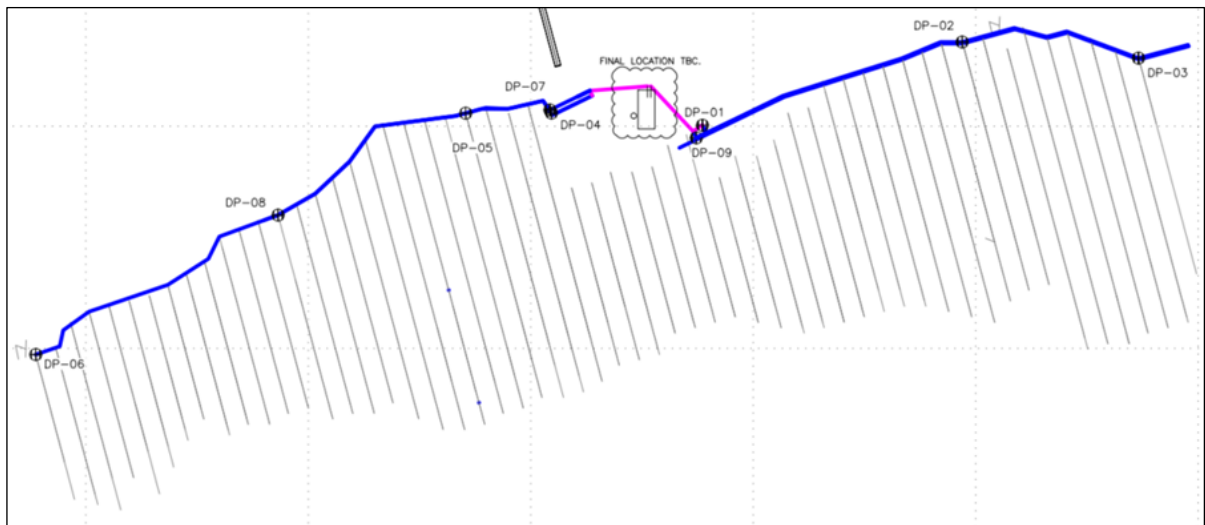 DP-02
DP-03
FINAL LOCATION TBC.
DP-07
DP-04
DP-01
DP-05
DP-09
DP-08
DP-06